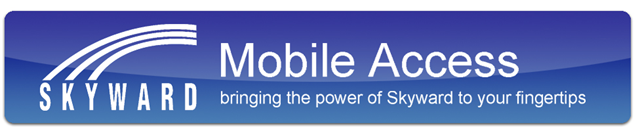 SKYWARD
Mobile Access
bringing the power of Skyward to your fingertips